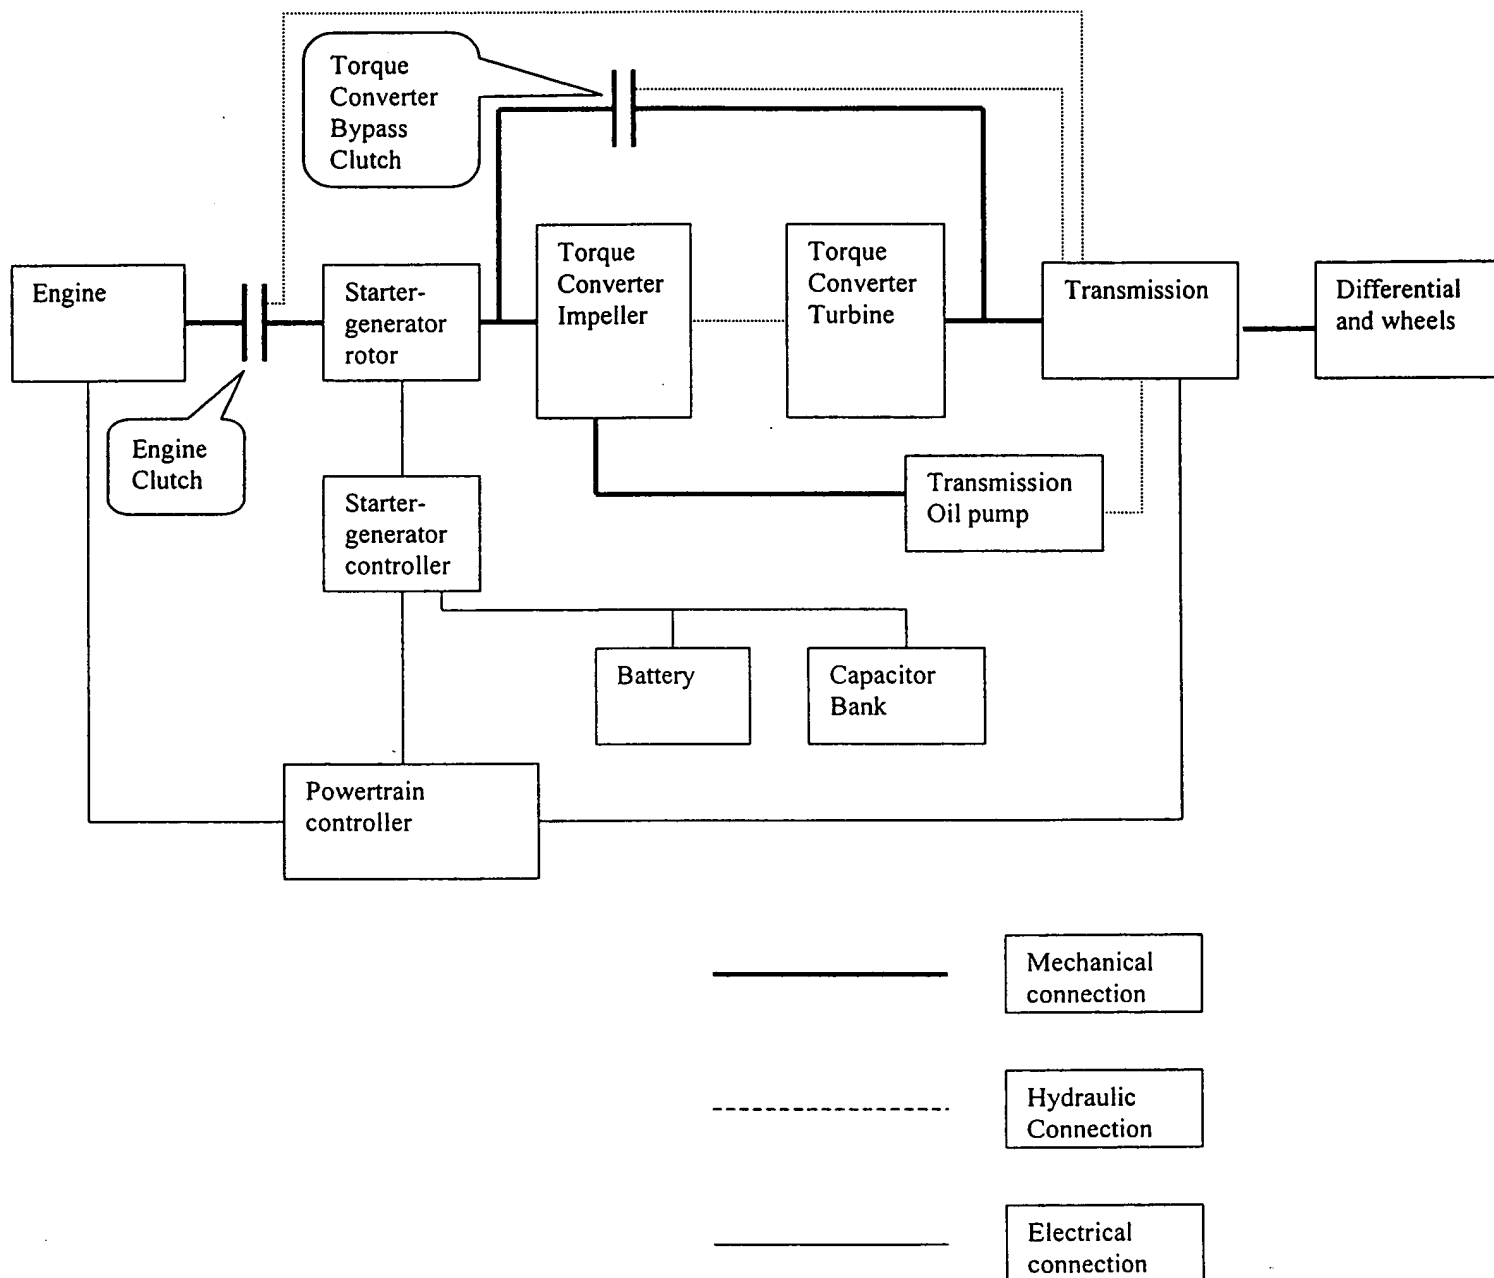 Torque
Converter
Bypass
Clutch
Engine
Starter-
generator
rotor
Torque
Converter
Impeller
Torque
Converter
Turbine
Transmission
Differential
and wheels
Engine
Clutch
Starter-
generator
controller
Transmission
Oil pump
Battery
Capacitor
Bank
Powertrain
controller
Mechanical
connection
Hydraulic
Connection
Electrical
connection